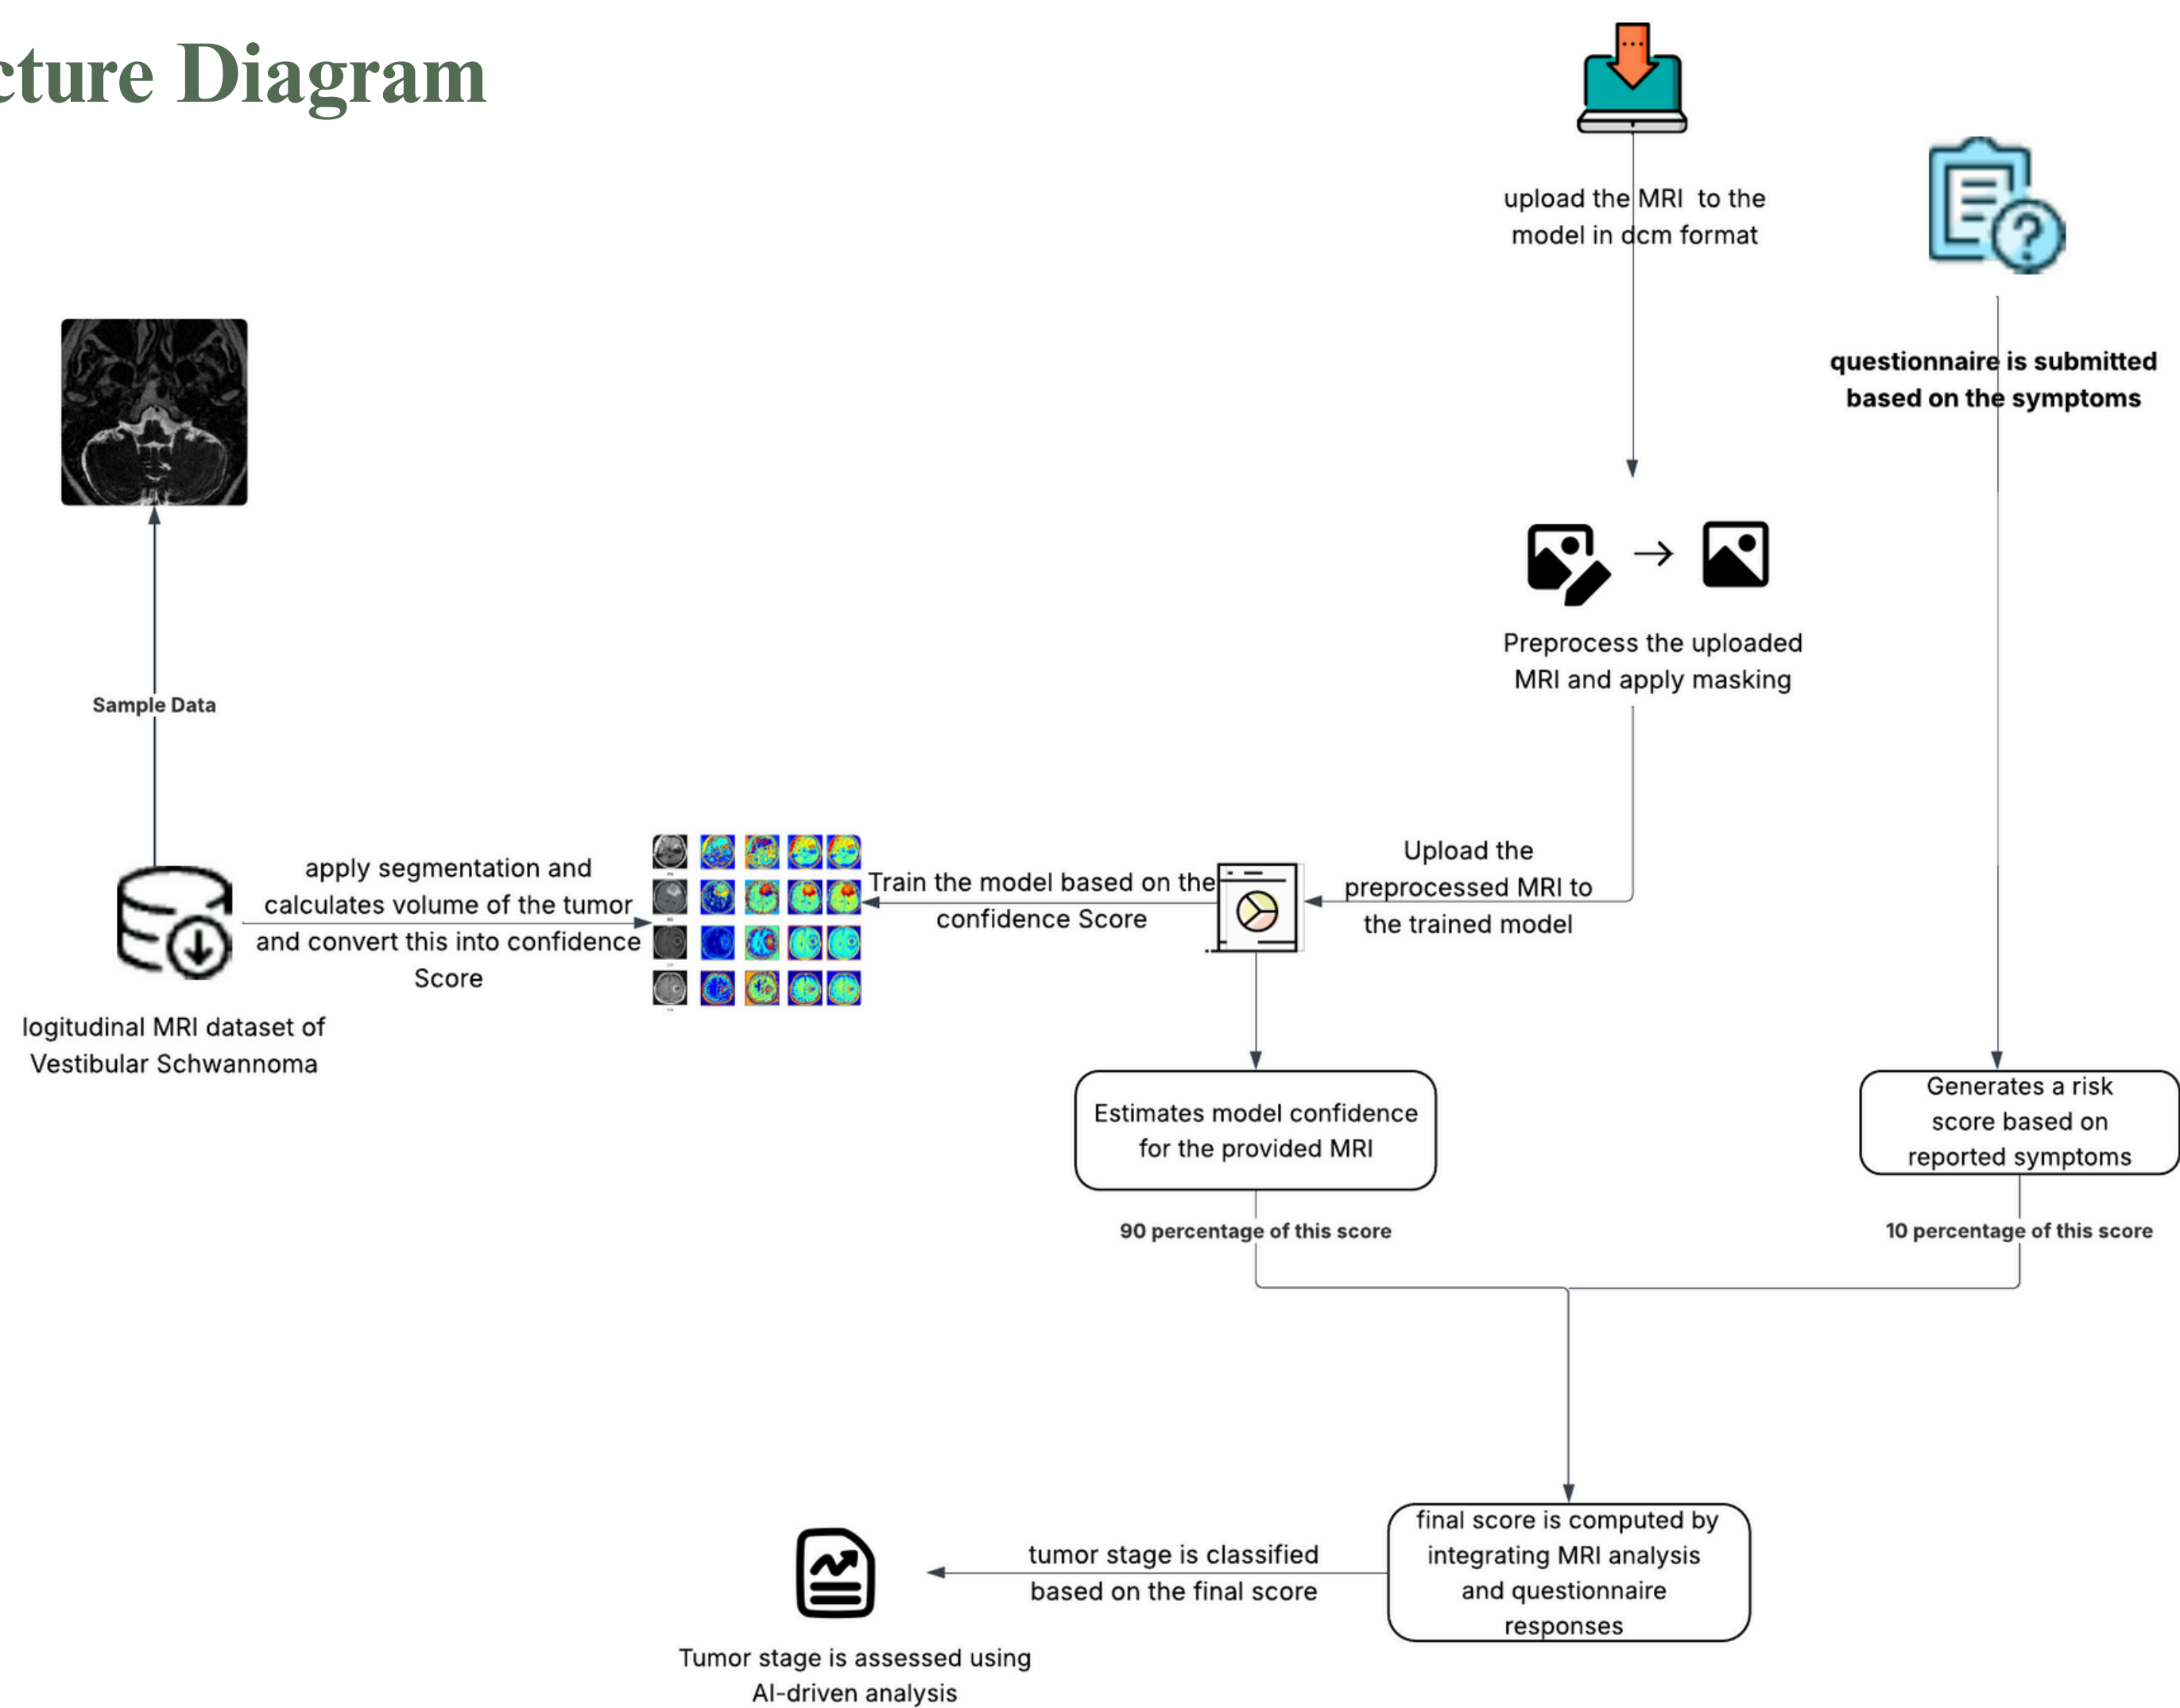 cture Diagram
upload the MRI to the
model in dcm format
questionnaire is submitted
based on the symptoms
Sample Data
Preprocess the uploaded
MRI and apply masking
apply segmentation and
calculates volume of the tumor
and convert this into confidence
Score
Train the model based on the
confidence Score
Upload the
preprocessed MRI to
the trained model
logitudinal MRI dataset of
Vestibular Schwannoma
Estimates model confidence
for the provided MRI
Generates a risk
score based on
reported symptoms
90 percentage of this score
10 percentage of this score
final score is computed by
integrating MRI analysis
and questionnaire
responses
tumor stage is classified
based on the final score
Tumor stage is assessed using
AI-driven analysis